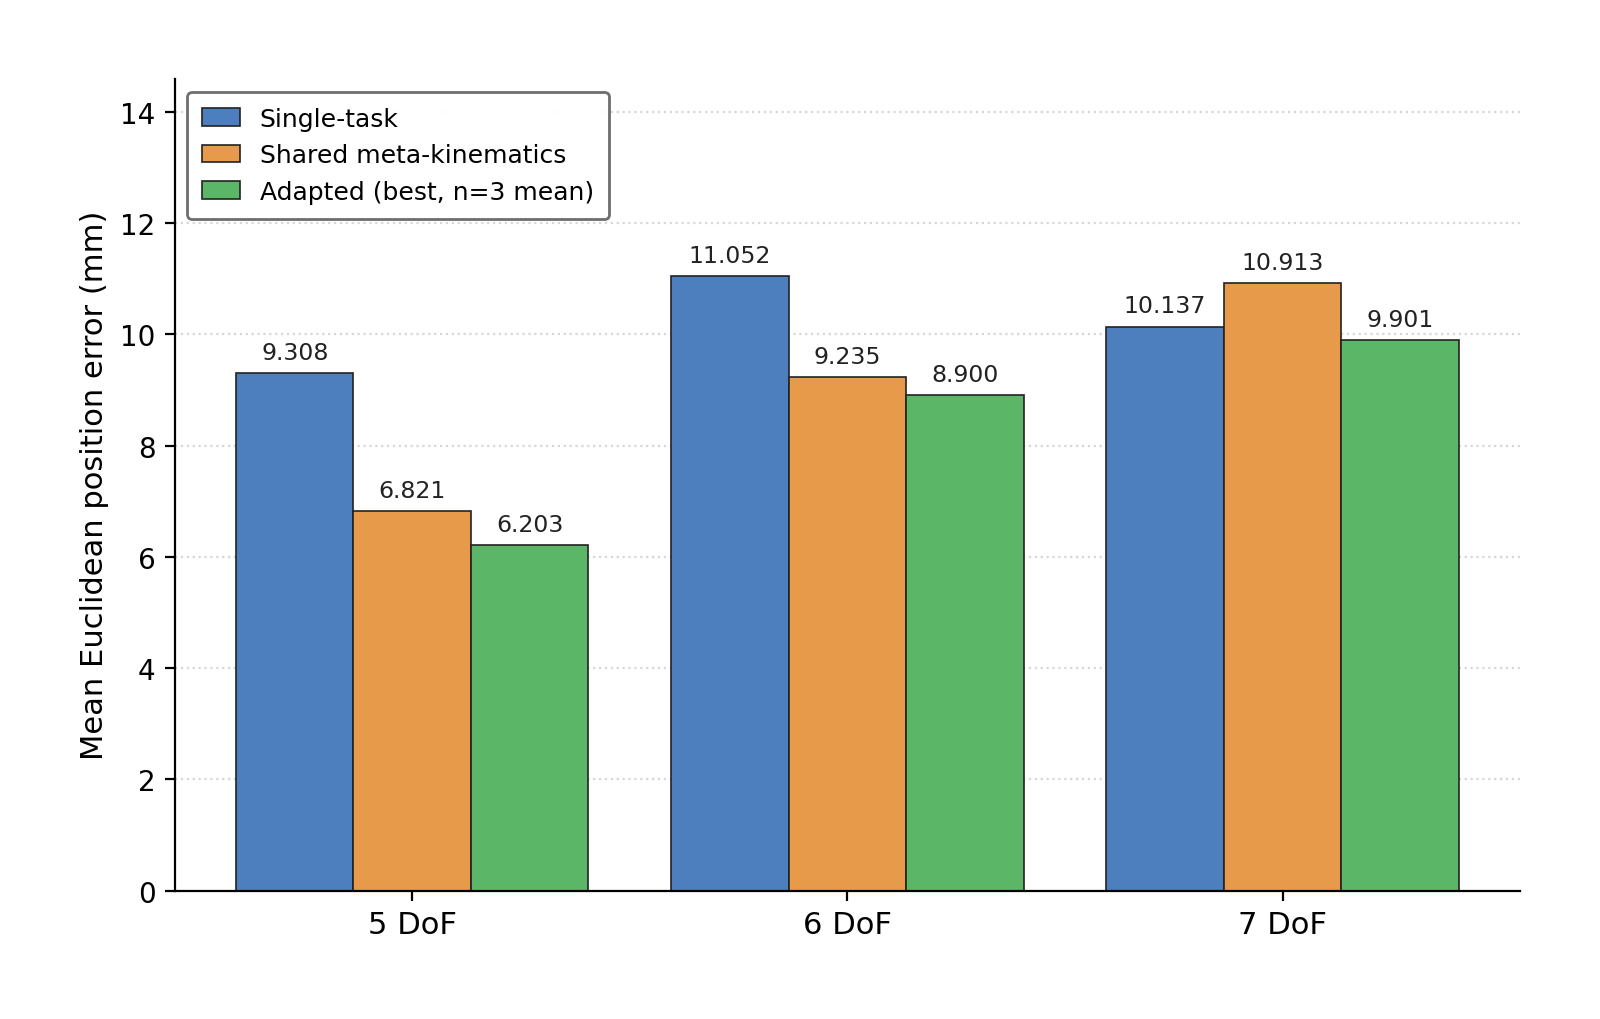 Mean Euclidean position error (mm)
14
12
10
8
6
4
2
0
Single-task
Shared meta-kinematics
Adapted (best, n=3 mean)
9.308
6.821
6.203
11.052
9.235
8.900
10.137
10.913
9.901
5 DoF
6 DoF
7 DoF